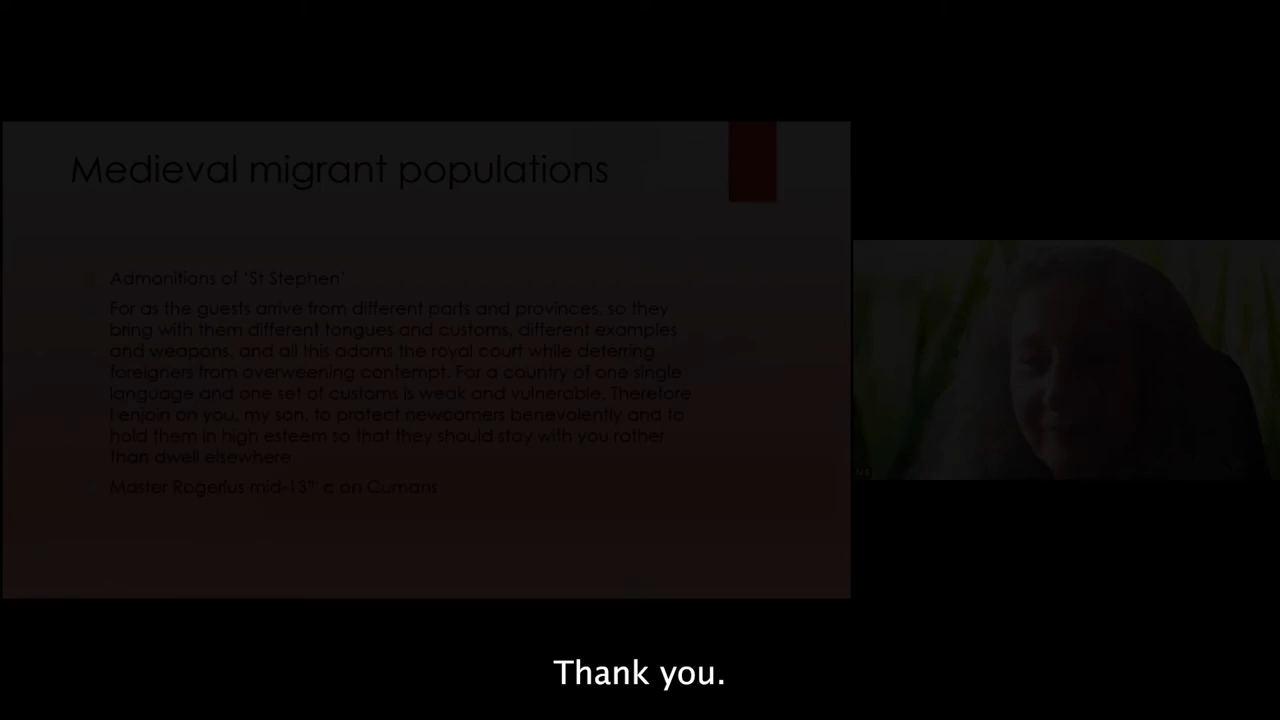 Medieval migrant populations
Admonitians of 'St Stephen'
For as the guests arrive from different parts and provinces, so they
bring with them different tongues and customs, different examples
and weapons, and all this adorns the royal court while deterring
foreigners from overweening contempt. For a country of one single
language and one set of customs is weak and vulnerable. Therefore
I enjoin on you, my son, to protect newcomers benevolently and to
hold them in high esteem so that they should stay with you rather
than dwell elsewhere
Master Rogerius mid-13th c on Cumans
Thank you.